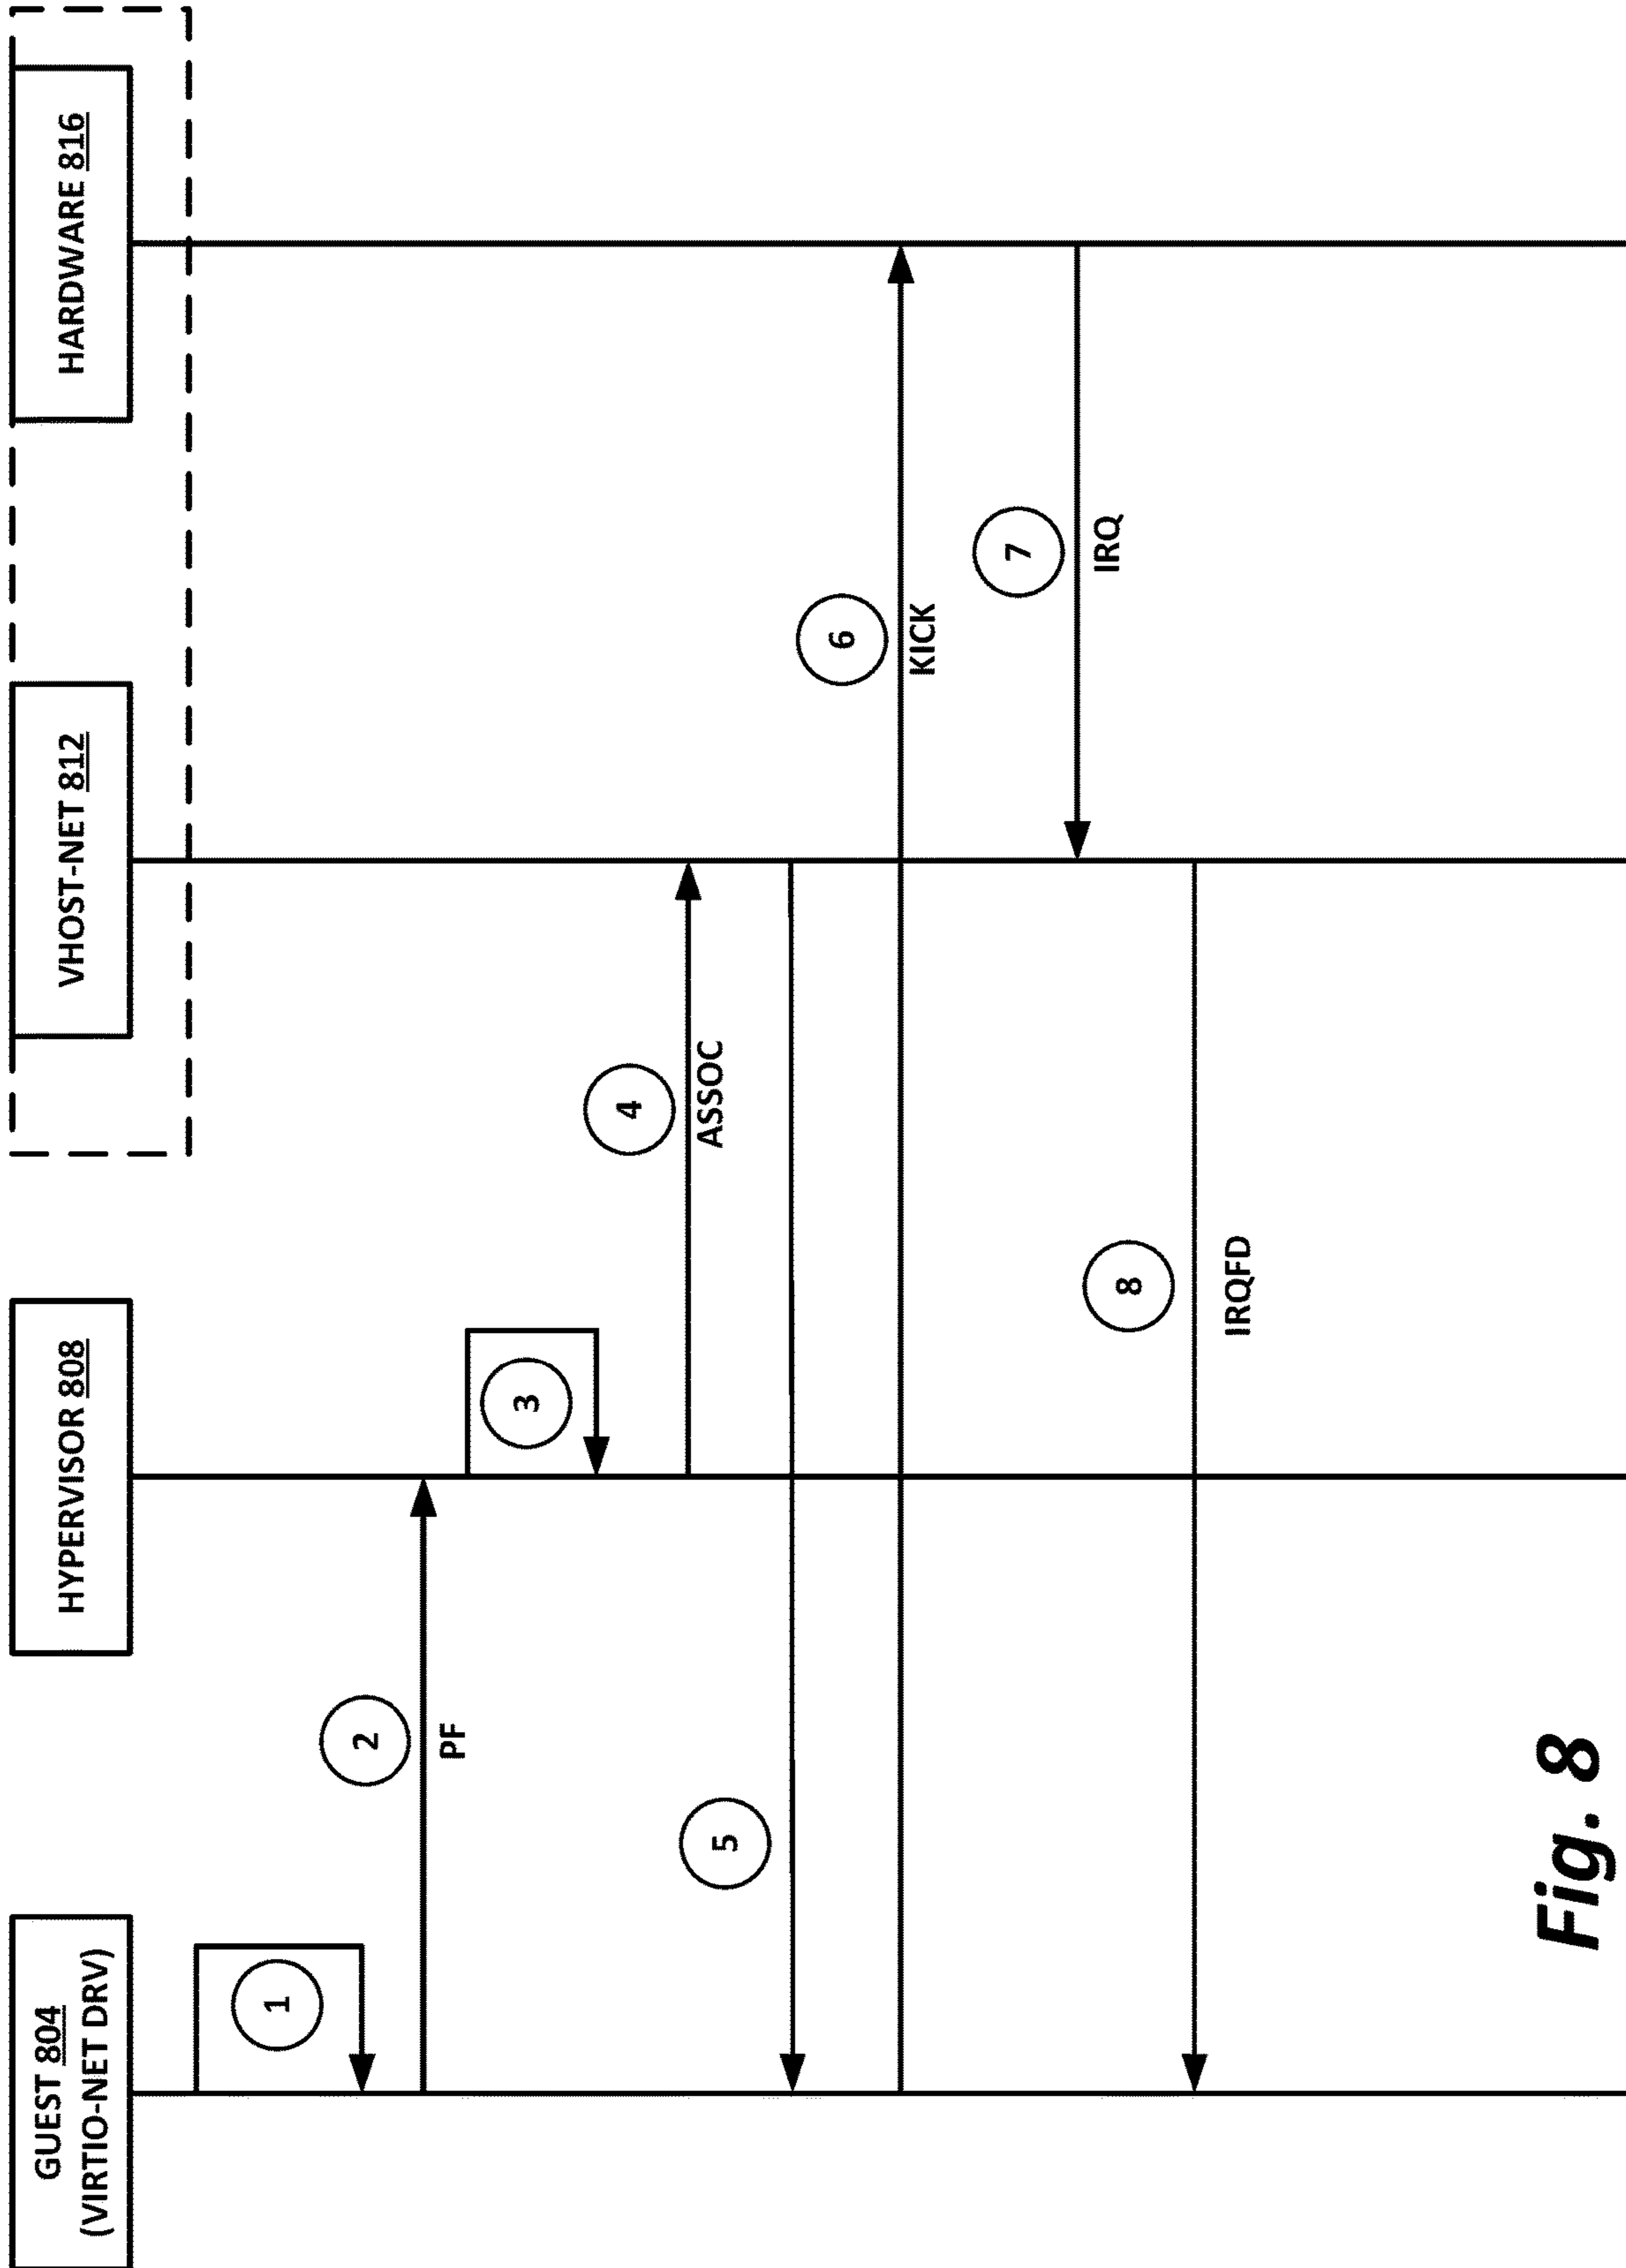 GUEST 804
(VIRTIO-NET DRV)
HYPERVISOR 808
VHOST-NET 812
HARDWARE 816
1
2
PF
3
4
ASSOC
5
6
KICK
7
IRQ
8
IRQFD
Fig. 8